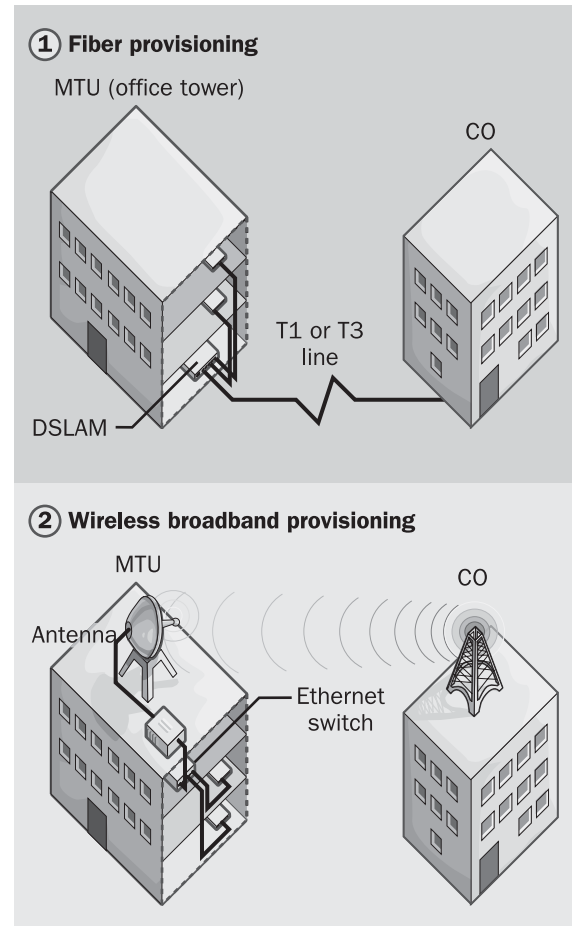 1 Fiber provisioning
MTU (office tower)
CO
T1 or T3
line
DSLAM
2 Wireless broadband provisioning
MTU
CO
Antenna
Ethernet
switch